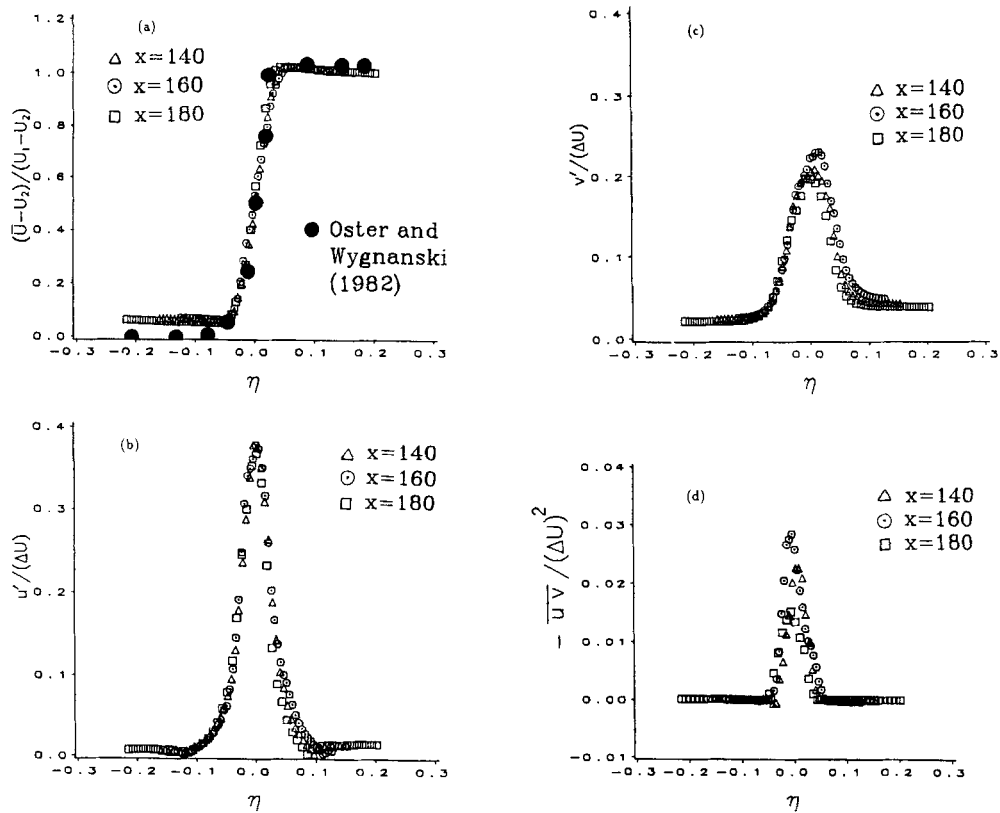 (a)
1.2
1.0
0.8
0.6
0.4
0.2
0.0
(Ū−U₂)/(U₁−U₂)
x=140
x=160
x=180
Oster and
Wygnanski
(1982)
−0.3 −0.2 −0.1 0.0 0.1 0.2 0.3
η
(c)
0.4
0.3
0.2
0.1
0.0
v'/(ΔU)
x=140
x=160
x=180
−0.3 −0.2 −0.1 0.0 0.1 0.2 0.3
η
(b)
0.4
0.3
0.2
0.1
0.0
u'/(ΔU)
x=140
x=160
x=180
−0.3 −0.2 −0.1 0.0 0.1 0.2 0.3
η
(d)
0.04
0.03
0.02
0.01
0.00
−0.01
− u̅ v̅/(ΔU)²
x=140
x=160
x=180
−0.3 −0.2 −0.1 0.0 0.1 0.2 0.3
η